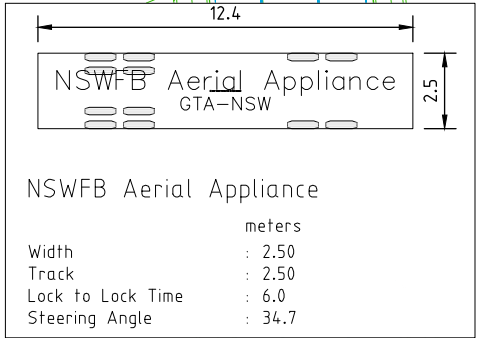 12.4
NSWFB Aerial Appliance
GTA-NSW
2.5
NSWFB Aerial Appliance
meters
Width : 2.50
Track : 2.50
Lock to Lock Time : 6.0
Steering Angle : 34.7